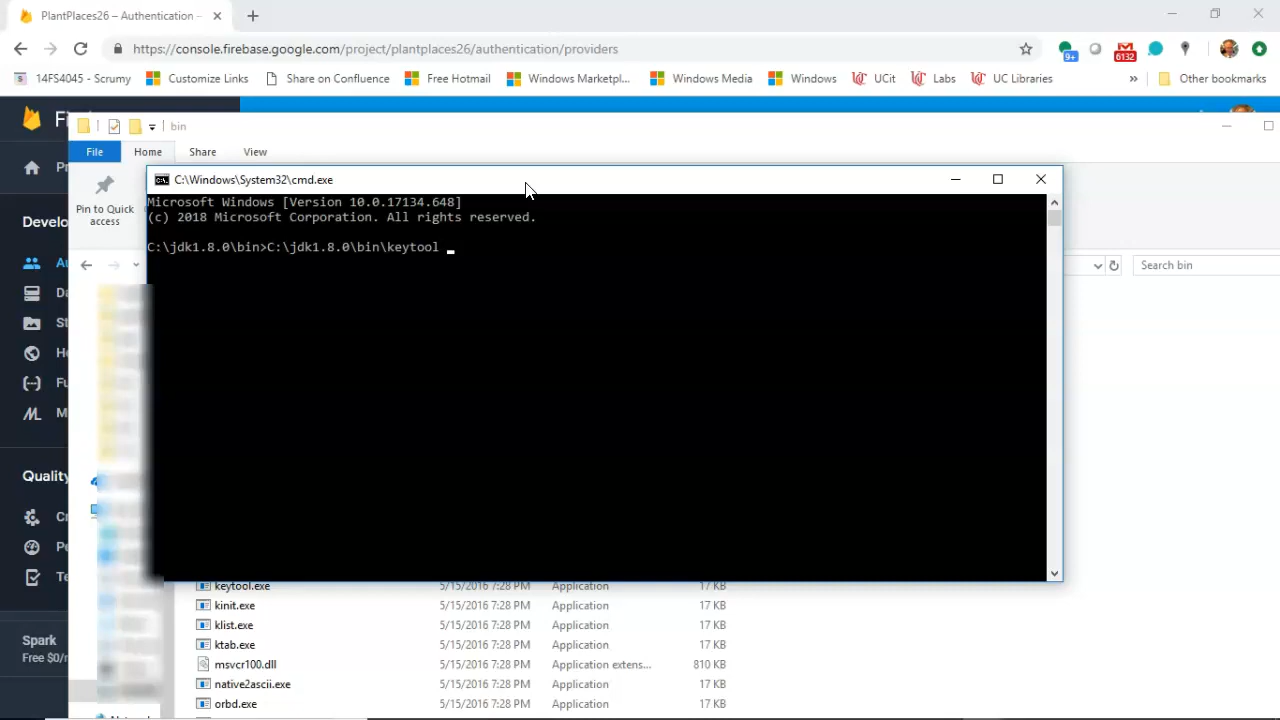 PlantPlaces26 – Authentication –
https://console.firebase.google.com/project/plantplaces26/authentication/providers
6132
9+
14FS4045 - Scrumy
Customize Links
Share on Confluence
Free Hotmail
Windows Marketpl...
Windows Media
Windows
UCit
Labs
UC Libraries
»
Other bookmarks
bin
File
Home
Share
View
Pin to Quick
access
Search bin
C:\Windows\System32\cmd.exe
Microsoft Windows [Version 10.0.17134.648]
(c) 2018 Microsoft Corporation. All rights reserved.
C:\jdk1.8.0\bin>C:\jdk1.8.0\bin\keytool _
Develo
Quality
Spark
Free $0/
keytool.exe 5/15/2016 7:28 PM Application 17 KB
kinit.exe 5/15/2016 7:28 PM Application 17 KB
klist.exe 5/15/2016 7:28 PM Application 17 KB
ktab.exe 5/15/2016 7:28 PM Application 17 KB
msvcr100.dll 5/15/2016 7:28 PM Application extens... 810 KB
native2ascii.exe 5/15/2016 7:28 PM Application 17 KB
orbd.exe 5/15/2016 7:28 PM Application 17 KB